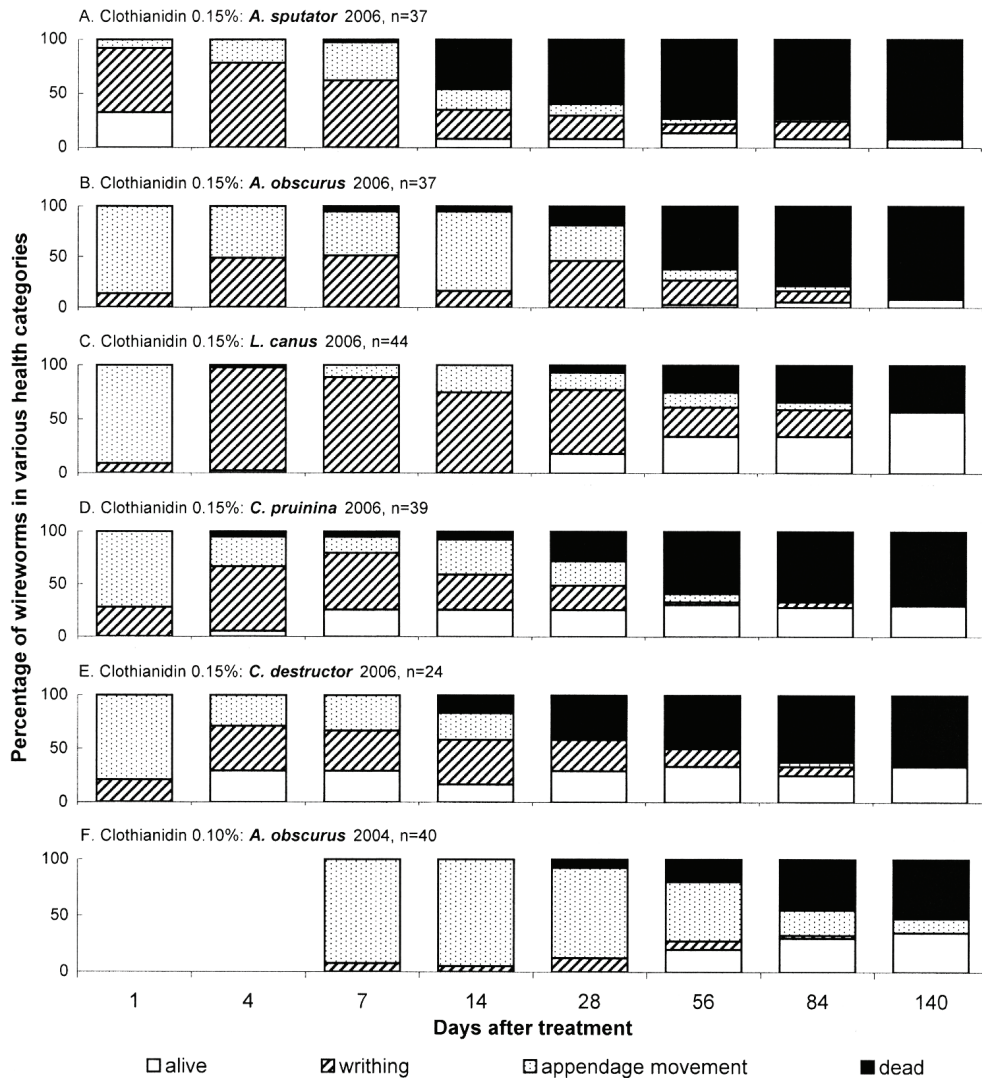 A. Clothianidin 0.15%: A. sputator 2006, n=37
100
50
0
B. Clothianidin 0.15%: A. obscurus 2006, n=37
100
50
0
C. Clothianidin 0.15%: L. canus 2006, n=44
100
50
0
D. Clothianidin 0.15%: C. pruinina 2006, n=39
100
50
0
E. Clothianidin 0.15%: C. destructor 2006, n=24
100
50
0
F. Clothianidin 0.10%: A. obscurus 2004, n=40
100
50
0
Percentage of wireworms in various health categories
1 4 7 14 28 56 84 140
Days after treatment
alive writhing appendage movement dead